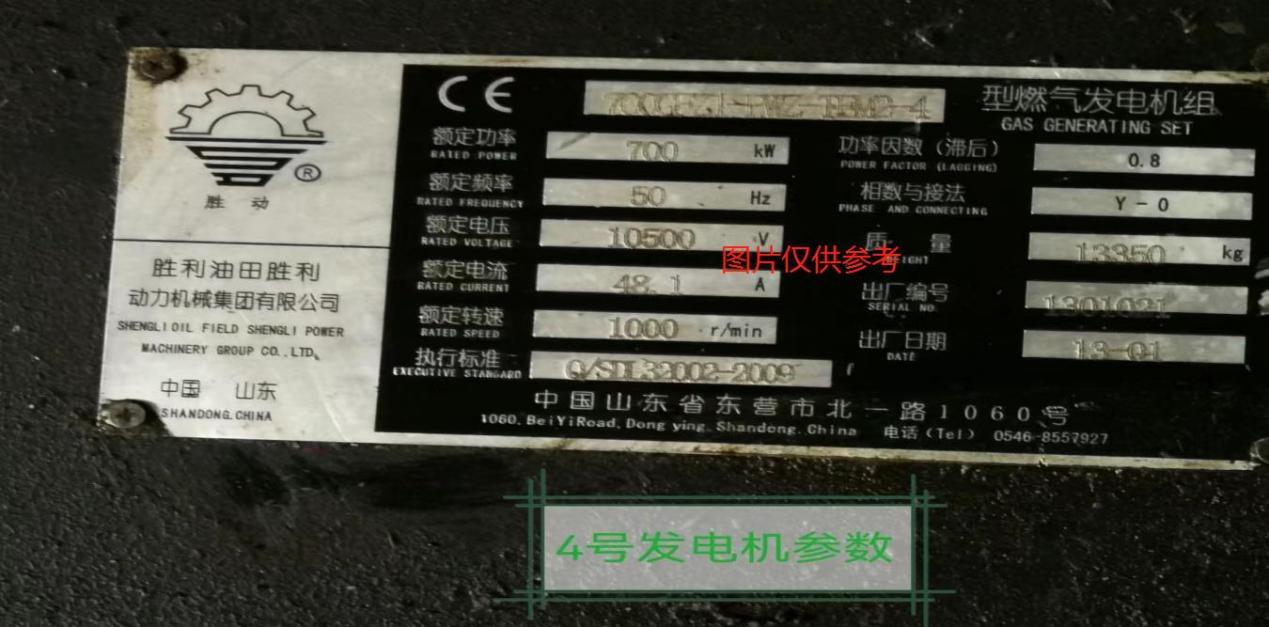 胜动
®
胜利油田胜利
动力机械集团有限公司
SHENGLI OIL FIELD SHENGLI POWER
MACHINERY GROUP CO.,LTD.
中国 山东
SHANDONG.CHINA
CE
型燃气发电机组
GAS GENERATING SET
额定功率 700 kW
RATED POWER
功率因数(滞后) 0.8
POWER FACTOR (LAGGING)
额定频率 50 Hz
RATED FREQUENCY
相数与接法 Y-0
PHASE AND CONNECTING
额定电压 10500 V
RATED VOLTAGE
质量 13350 kg
WEIGHT
额定电流 48.1 A
RATED CURRENT
出厂编号 1301021
SERIAL NO.
额定转速 1000 r/min
RATED SPEED
出厂日期 13-01
DATE
执行标准 Q/SDL32002-2009
EXECUTIVE STANDARD
中国山东省东营市北一路1060号
1060.BeiYiRoad.Dong ying.Shandong.China 电话(Tel) 0546-8557927
图片仅供参考
4号发电机参数